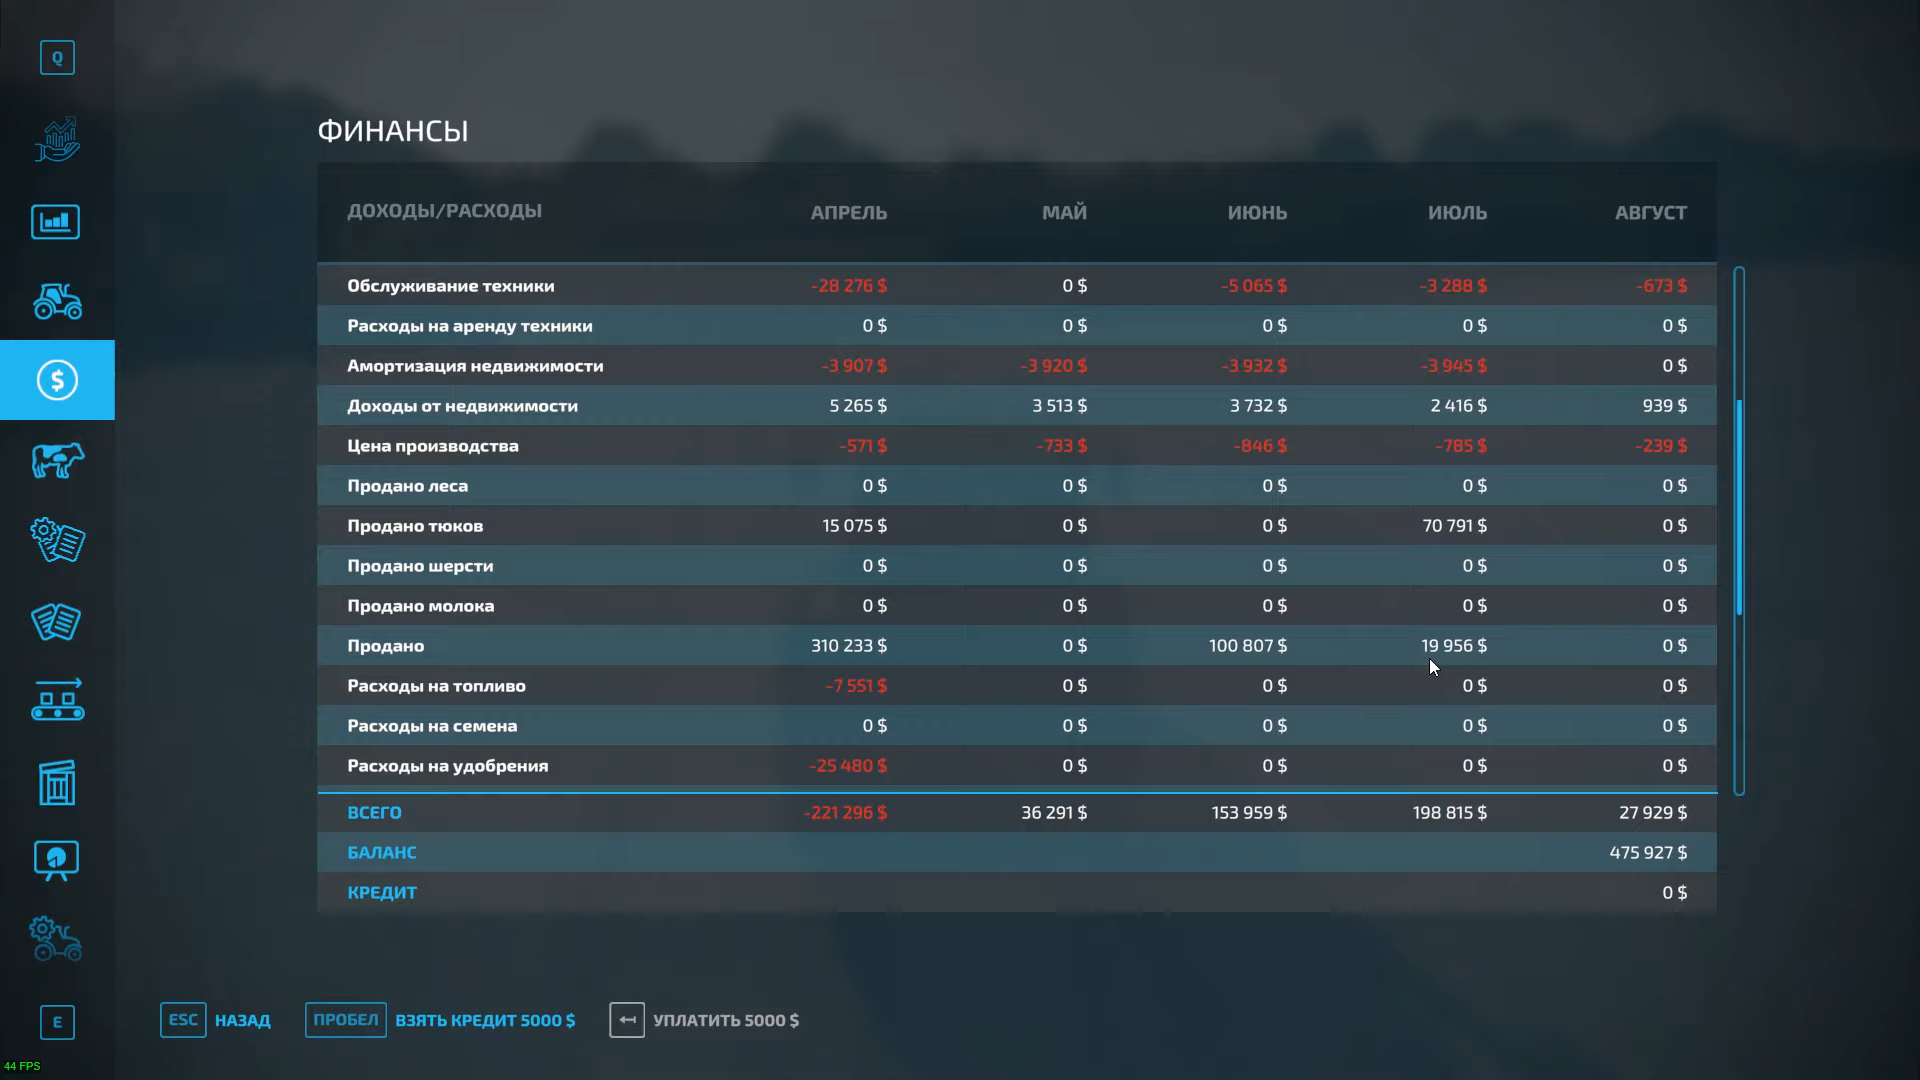 Q
ФИНАНСЫ
ДОХОДЫ/РАСХОДЫ АПРЕЛЬ МАЙ ИЮНЬ ИЮЛЬ АВГУСТ
Обслуживание техники -28 276 $ 0 $ -5 065 $ -3 288 $ -673 $
Расходы на аренду техники 0 $ 0 $ 0 $ 0 $ 0 $
Амортизация недвижимости -3 907 $ -3 920 $ -3 932 $ -3 945 $ 0 $
Доходы от недвижимости 5 265 $ 3 513 $ 3 732 $ 2 416 $ 939 $
Цена производства -571 $ -733 $ -846 $ -785 $ -239 $
Продано леса 0 $ 0 $ 0 $ 0 $ 0 $
Продано тюков 15 075 $ 0 $ 0 $ 70 791 $ 0 $
Продано шерсти 0 $ 0 $ 0 $ 0 $ 0 $
Продано молока 0 $ 0 $ 0 $ 0 $ 0 $
Продано 310 233 $ 0 $ 100 807 $ 19 956 $ 0 $
Расходы на топливо -7 551 $ 0 $ 0 $ 0 $ 0 $
Расходы на семена 0 $ 0 $ 0 $ 0 $ 0 $
Расходы на удобрения -25 480 $ 0 $ 0 $ 0 $ 0 $
ВСЕГО -221 296 $ 36 291 $ 153 959 $ 198 815 $ 27 929 $
БАЛАНС 475 927 $
КРЕДИТ 0 $
E
ESC НАЗАД ПРОБЕЛ ВЗЯТЬ КРЕДИТ 5000 $ УПЛАТИТЬ 5000 $
44 FPS